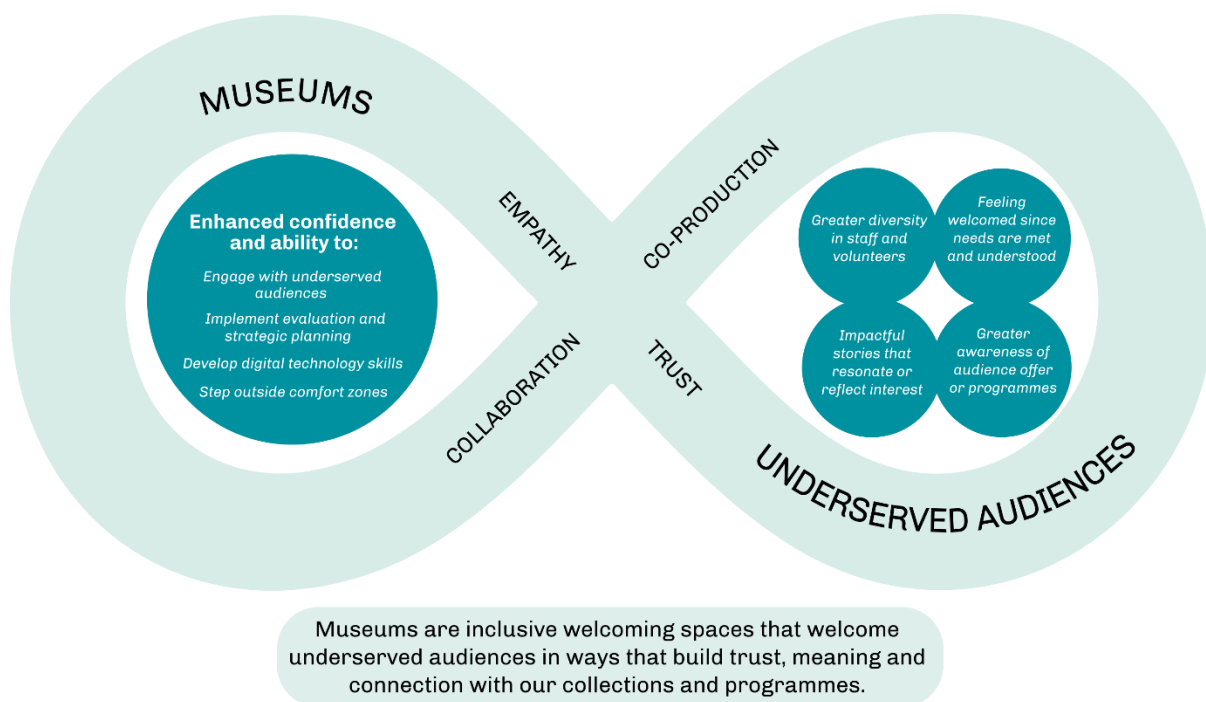 MUSEUMS
Enhanced confidence
and ability to:
Engage with underserved
audiences
Implement evaluation and
strategic planning
Develop digital technology skills
Step outside comfort zones
EMPATHY
COLLABORATION
CO-PRODUCTION
TRUST
Greater diversity
in staff and
volunteers
Feeling
welcomed since
needs are met
and understood
Impactful
stories that
resonate or
reflect interest
Greater
awareness of
audience offer
or programmes
UNDERSERVED AUDIENCES
Museums are inclusive welcoming spaces that welcome
underserved audiences in ways that build trust, meaning and
connection with our collections and programmes.